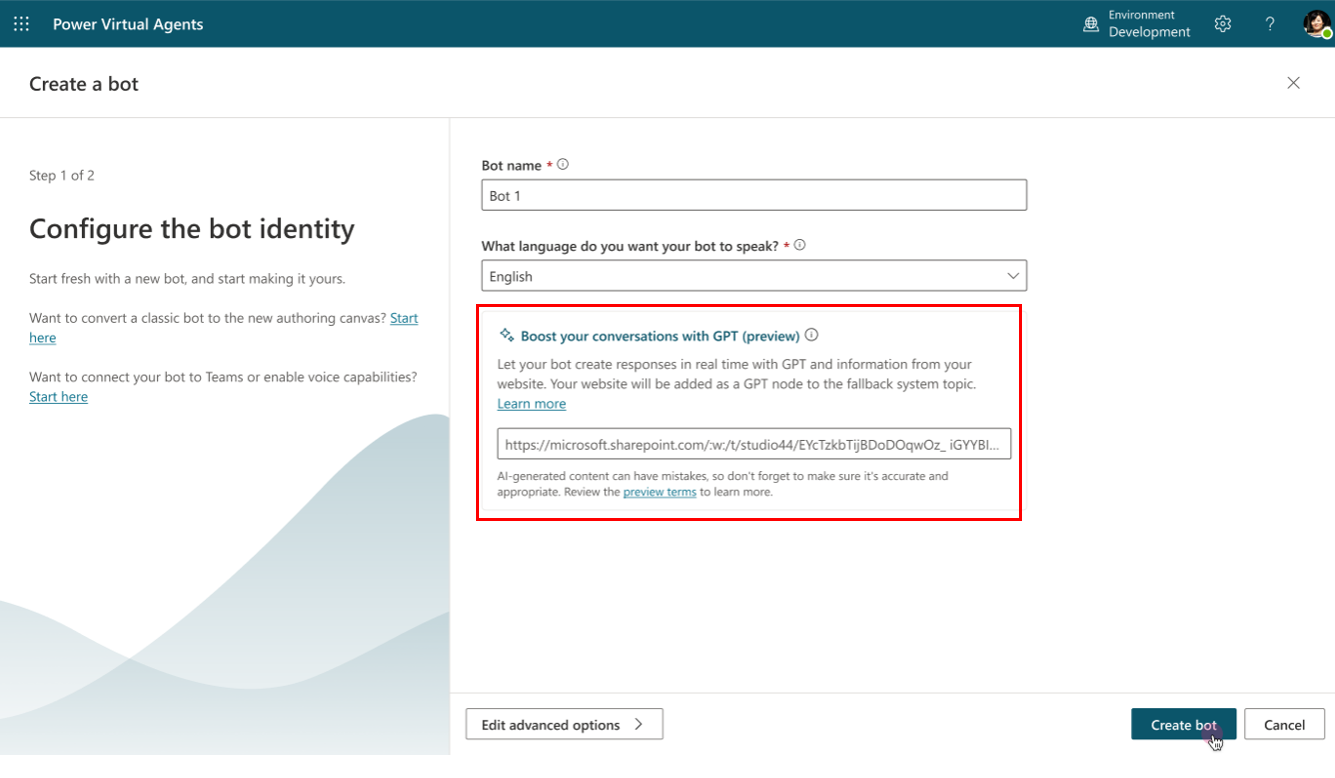 Power Virtual Agents
Environment
Development
?
Create a bot
Step 1 of 2
Configure the bot identity
Start fresh with a new bot, and start making it yours.
Want to convert a classic bot to the new authoring canvas? Start
here
Want to connect your bot to Teams or enable voice capabilities?
Start here
Bot name *
Bot 1
What language do you want your bot to speak? *
English
Boost your conversations with GPT (preview)
Let your bot create responses in real time with GPT and information from your
website. Your website will be added as a GPT node to the fallback system topic.
Learn more
https://microsoft.sharepoint.com/:w:/t/studio44/EYcTzkbTijBDoDOqwOz_ iGYYBI...
AI-generated content can have mistakes, so don't forget to make sure it's accurate and
appropriate. Review the preview terms to learn more.
Edit advanced options
Create bot
Cancel